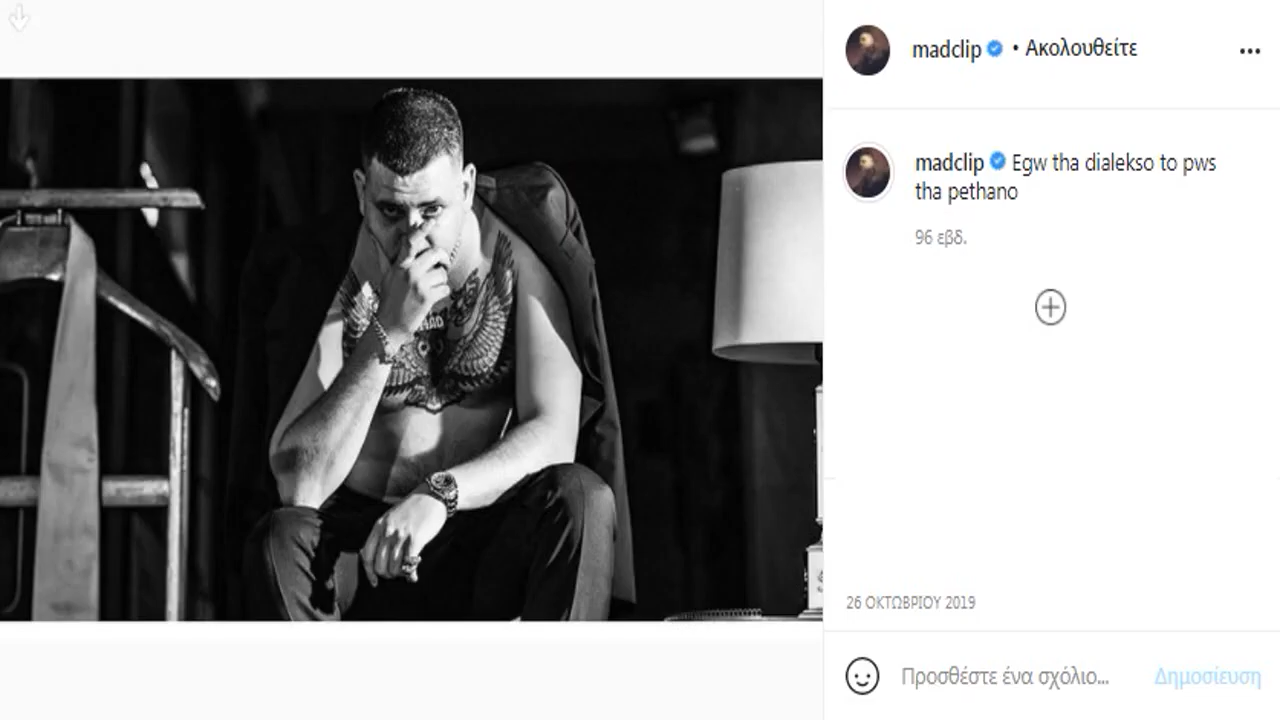 madclip • Ακολουθείτε
madclip Egw tha dialekso to pws
tha pethano
96 εβδ.
26 ΟΚΤΩΒΡΙΟΥ 2019
Προσθέστε ένα σχόλιο... Δημοσίευση